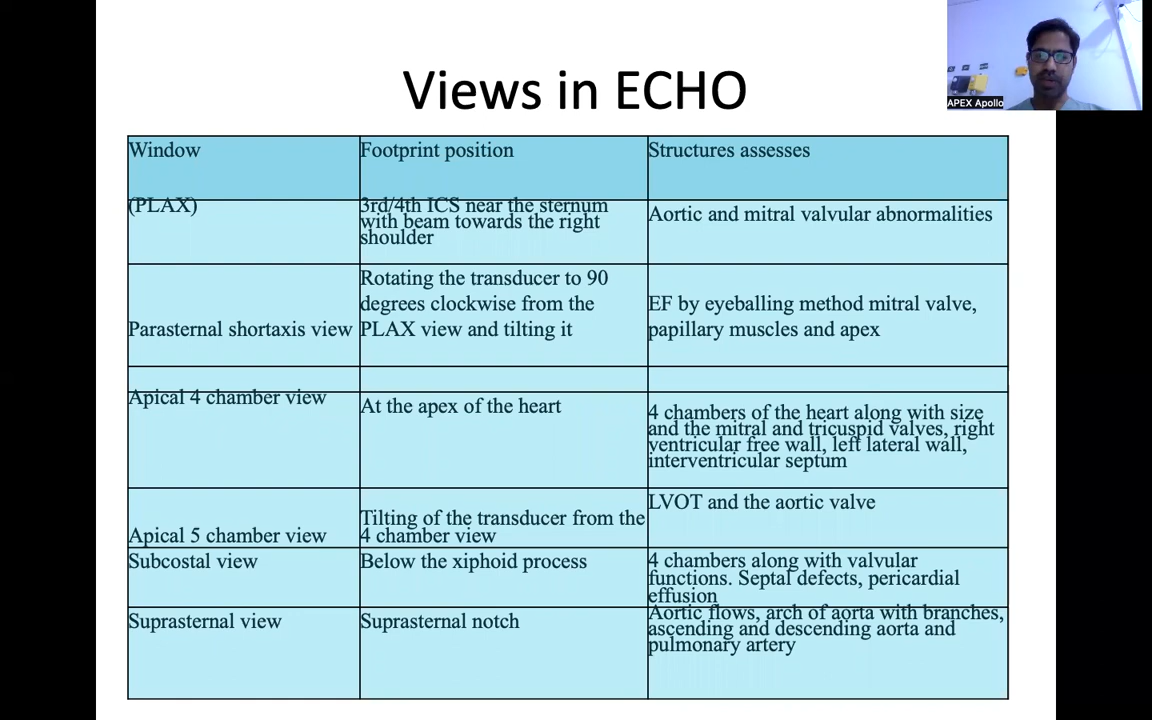 Views in ECHO
APEX Apollo
Window
Footprint position
Structures assesses
(PLAX)
3rd/4th ICS near the sternum
with beam towards the right
shoulder
Aortic and mitral valvular abnormalities
Parasternal shortaxis view
Rotating the transducer to 90
degrees clockwise from the
PLAX view and tilting it
EF by eyeballing method mitral valve,
papillary muscles and apex
Apical 4 chamber view
At the apex of the heart
4 chambers of the heart along with size
and the mitral and tricuspid valves, right
ventricular free wall, left lateral wall,
interventricular septum
Apical 5 chamber view
Tilting of the transducer from the
4 chamber view
LVOT and the aortic valve
Subcostal view
Below the xiphoid process
4 chambers along with valvular
functions. Septal defects, pericardial
effusion
Suprasternal view
Suprasternal notch
Aortic flows, arch of aorta with branches,
ascending and descending aorta and
pulmonary artery